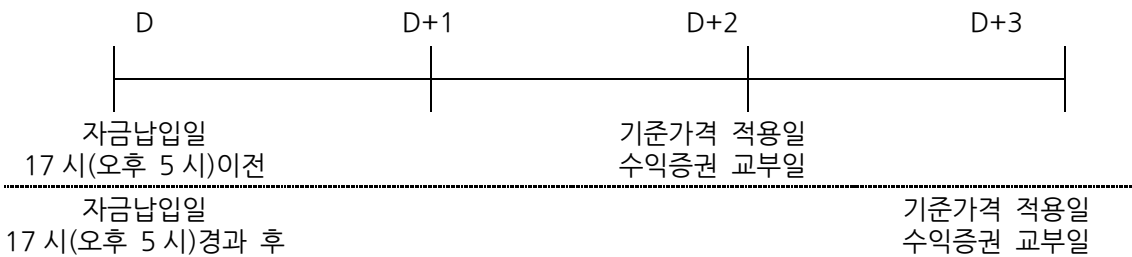 D D+1 D+2 D+3
자금납입일 기준가격 적용일
17 시(오후 5 시)이전 수익증권 교부일
자금납입일 기준가격 적용일
17 시(오후 5 시)경과 후 수익증권 교부일